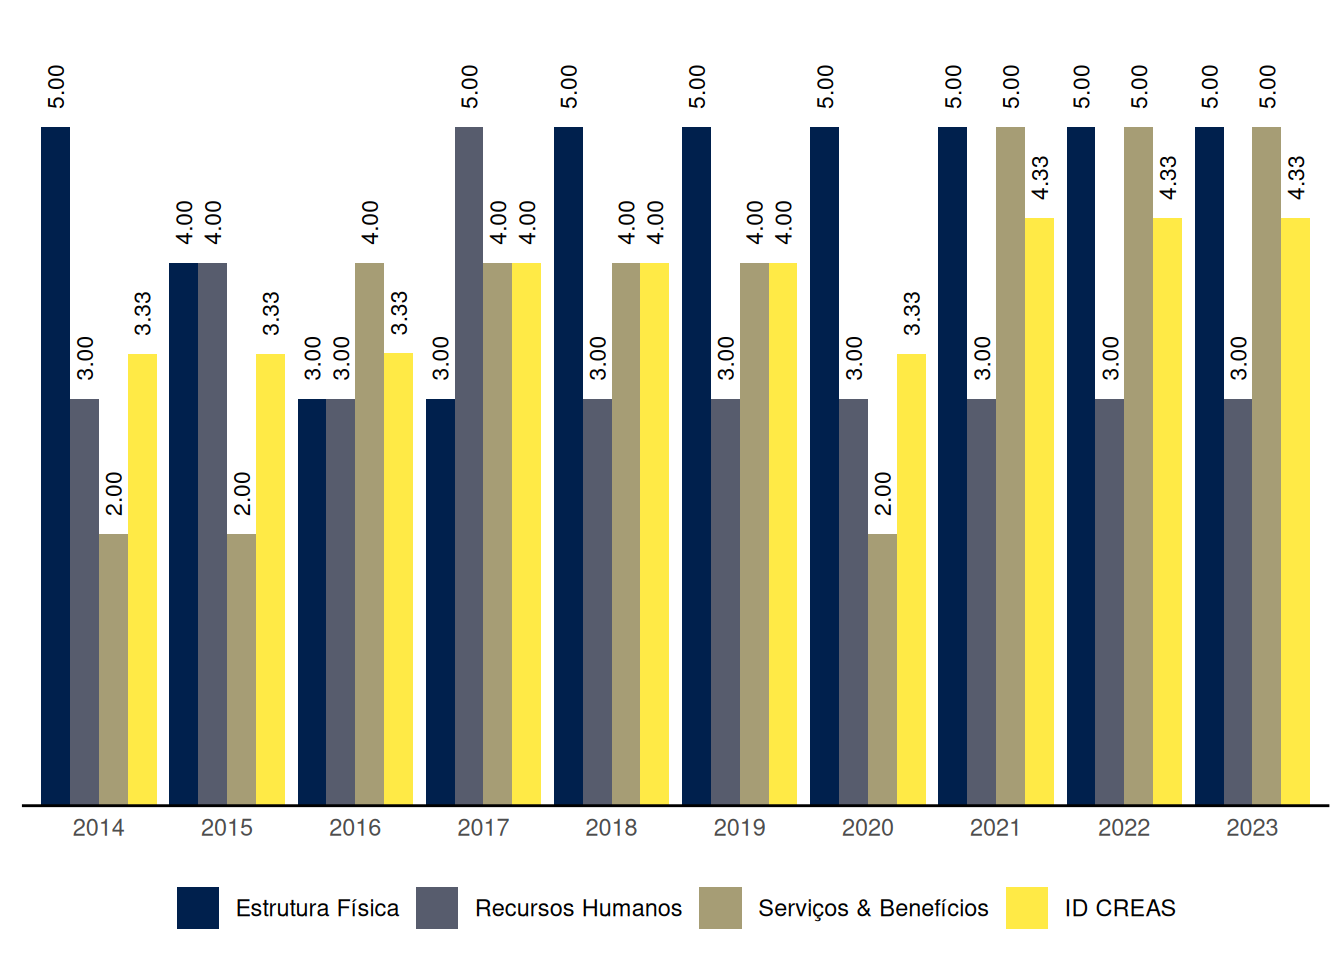 5.00 3.00 2.00 3.33 4.00 4.00 2.00 3.33 3.00 3.00 4.00 3.33 3.00 5.00 4.00 4.00 5.00 3.00 4.00 4.00 5.00 3.00 4.00 4.00 5.00 3.00 2.00 3.33 5.00 3.00 5.00 4.33 5.00 3.00 5.00 4.33 5.00 3.00 5.00 4.33
2014 2015 2016 2017 2018 2019 2020 2021 2022 2023
Estrutura Física Recursos Humanos Serviços & Benefícios ID CREAS